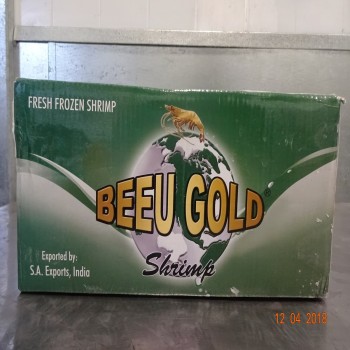 FRESH FROZEN SHRIMP
BEEU GOLD
Shrimp
Exported by:
S.A. Exports, India
12 04 2018